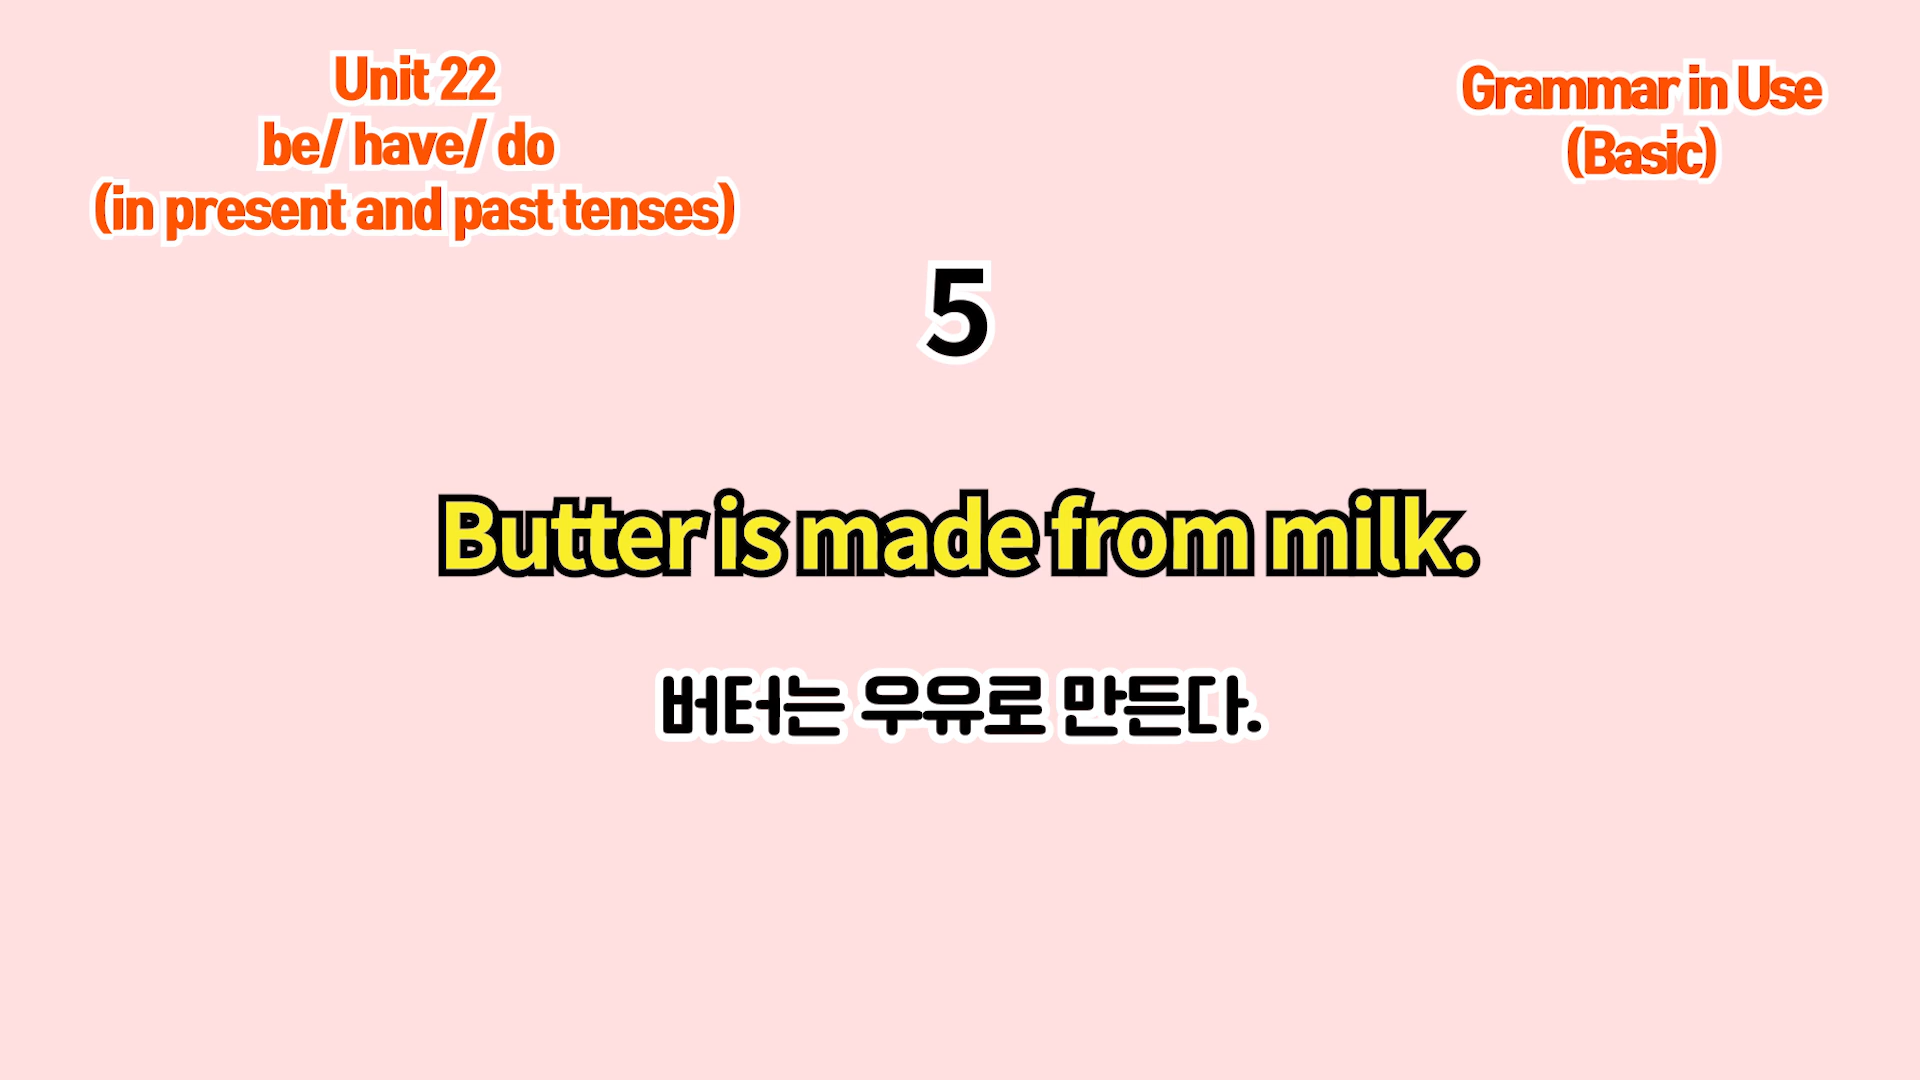 Unit 22
be/ have/ do
(in present and past tenses)
Grammar in Use
(Basic)
5
Butter is made from milk.
버터는 우유로 만든다.